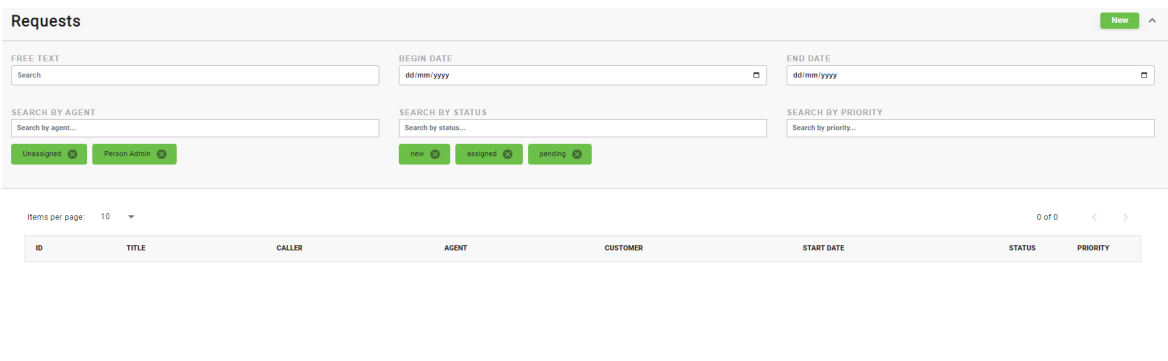 Requests
New
FREE TEXT
BEGIN DATE
END DATE
Search
dd/mm/yyyy
dd/mm/yyyy
SEARCH BY AGENT
SEARCH BY STATUS
SEARCH BY PRIORITY
Search by agent...
Search by status...
Search by priority...
Unassigned
Person Admin
new
assigned
pending
Items per page: 10
0 of 0
ID TITLE CALLER AGENT CUSTOMER START DATE STATUS PRIORITY